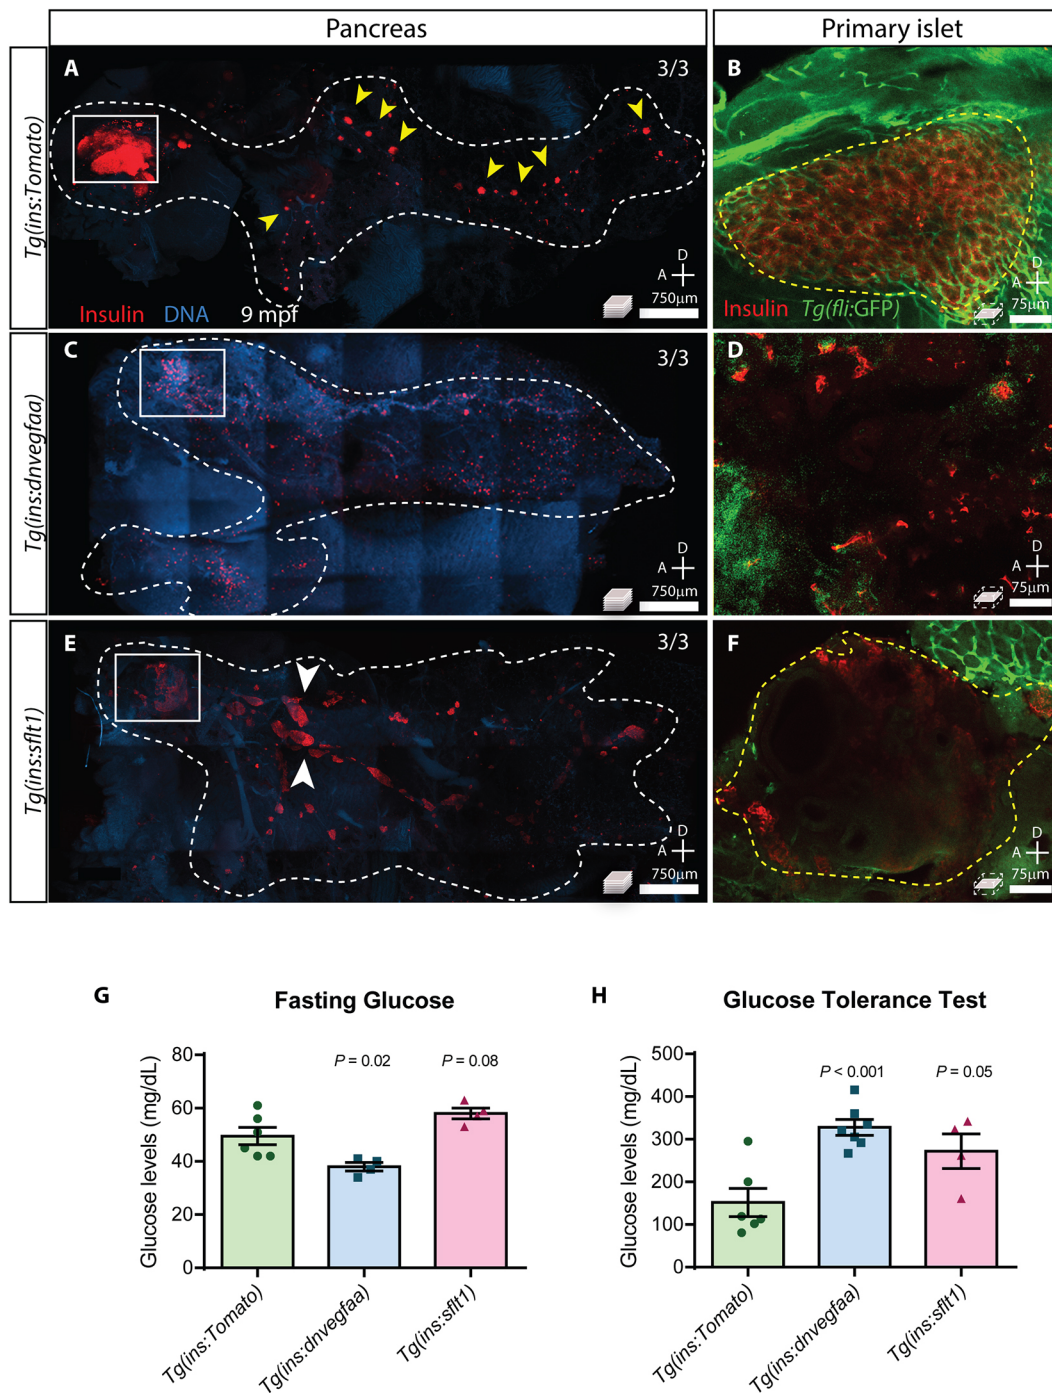 Pancreas
Primary islet
Tg(ins:Tomato)
A
3/3
Insulin
DNA
9 mpf
D
A
750μm
B
Insulin
Tg(fli:GFP)
D
A
75μm
Tg(ins:dnvegfaa)
C
3/3
D
A
750μm
D
D
A
75μm
Tg(ins:sflt1)
E
3/3
D
A
750μm
F
D
A
75μm
G
Fasting Glucose
Glucose levels (mg/dL)
80
60
40
20
0
P = 0.02
P = 0.08
Tg(ins:Tomato)
Tg(ins:dnvegfaa)
Tg(ins:sflt1)
H
Glucose Tolerance Test
Glucose levels (mg/dL)
500
400
300
200
100
0
P < 0.001
P = 0.05
Tg(ins:Tomato)
Tg(ins:dnvegfaa)
Tg(ins:sflt1)